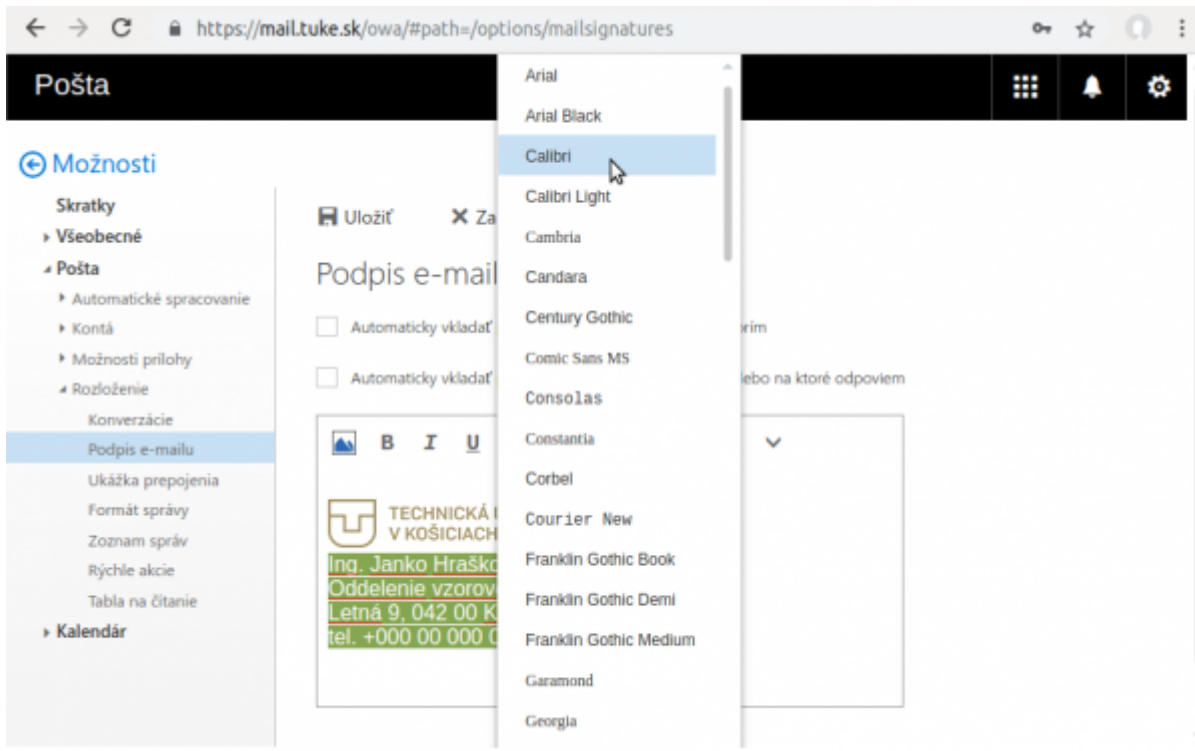 https://mail.tuke.sk/owa/#path=/options/mailsignatures
Pošta
Možnosti
Skratky
Všeobecné
Pošta
Automatické spracovanie
Kontá
Možnosti prílohy
Rozloženie
Konverzácie
Podpis e-mailu
Ukážka prepojenia
Formát správy
Zoznam správ
Rýchle akcie
Tabla na čítanie
Kalendár
Uložiť
Podpis e-mail
Automaticky vkladať
Automaticky vkladať ebo na ktoré odpoviem
B I U
TECHNICKÁ
V KOŠICIACH
Ing. Janko Hraško
Oddelenie vzorov
Letná 9, 042 00 K
tel. +000 00 000 0
Arial
Arial Black
Calibri
Calibri Light
Cambria
Candara
Century Gothic
Comic Sans MS
Consolas
Constantia
Corbel
Courier New
Franklin Gothic Book
Franklin Gothic Demi
Franklin Gothic Medium
Garamond
Georgia